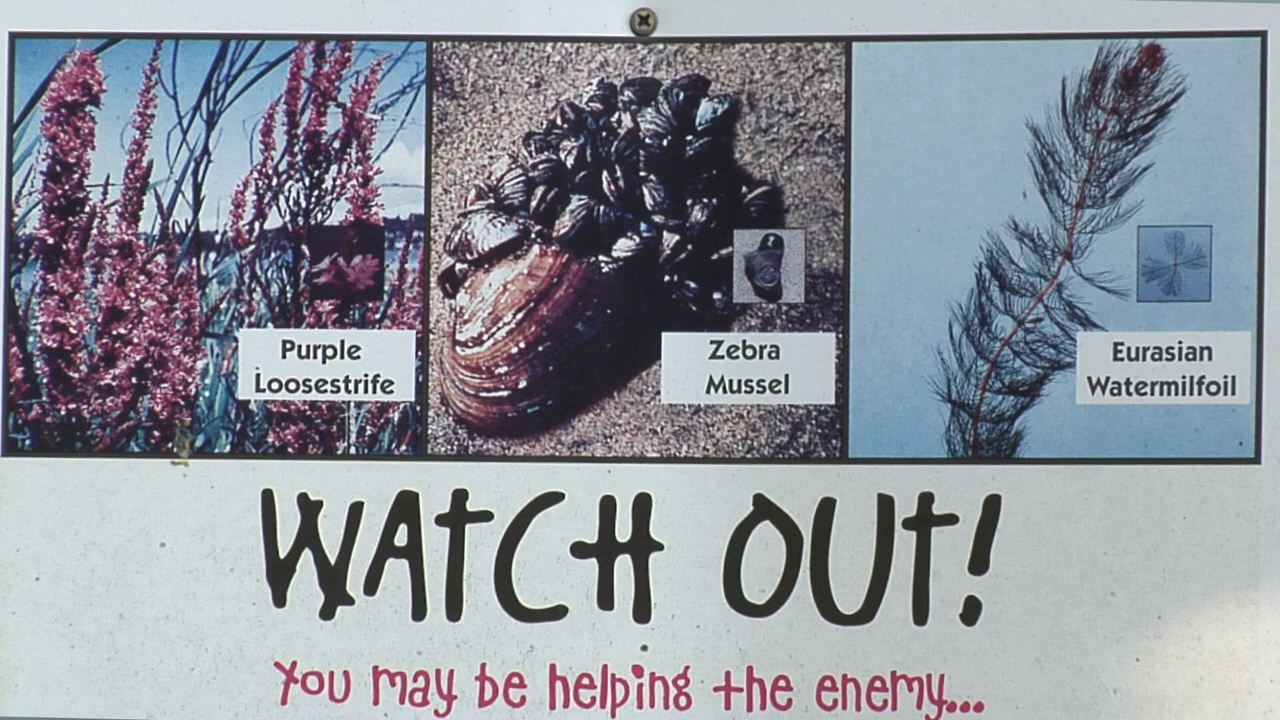 Purple
Loosestrife
Zebra
Mussel
Eurasian
Watermilfoil
WATCH OUT!
You may be helping the enemy...